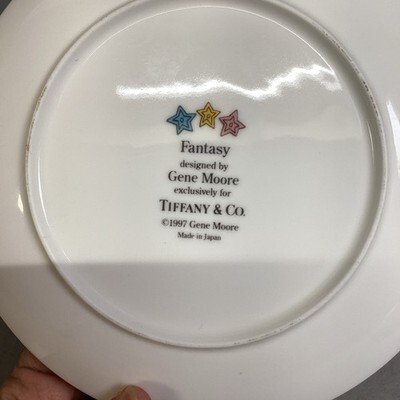 Fantasy
designed by
Gene Moore
exclusively for
TIFFANY & CO.
©1997 Gene Moore
Made in Japan